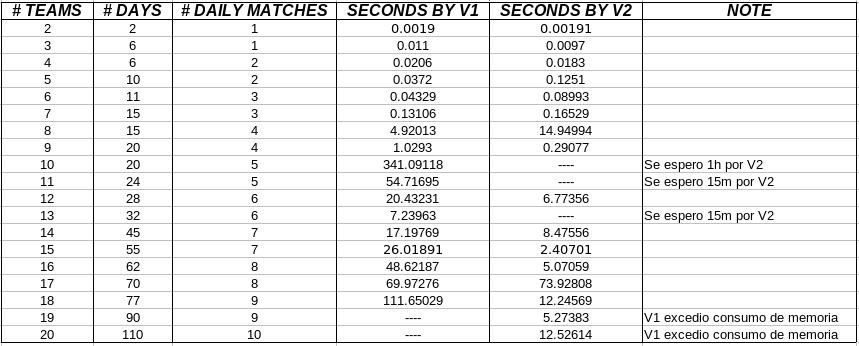 # TEAMS # DAYS # DAILY MATCHES SECONDS BY V1 SECONDS BY V2 NOTE
2 2 1 0.0019 0.00191
3 6 1 0.011 0.0097
4 6 2 0.0206 0.0183
5 10 2 0.0372 0.1251
6 11 3 0.04329 0.08993
7 15 3 0.13106 0.16529
8 15 4 4.92013 14.94994
9 20 4 1.0293 0.29077
10 20 5 341.09118 ---- Se espero 1h por V2
11 24 5 54.71695 ---- Se espero 15m por V2
12 28 6 20.43231 6.77356
13 32 6 7.23963 ---- Se espero 15m por V2
14 45 7 17.19769 8.47556
15 55 7 26.01891 2.40701
16 62 8 48.62187 5.07059
17 70 8 69.97276 73.92808
18 77 9 111.65029 12.24569
19 90 9 ---- 5.27383 V1 excedio consumo de memoria
20 110 10 ---- 12.52614 V1 excedio consumo de memoria